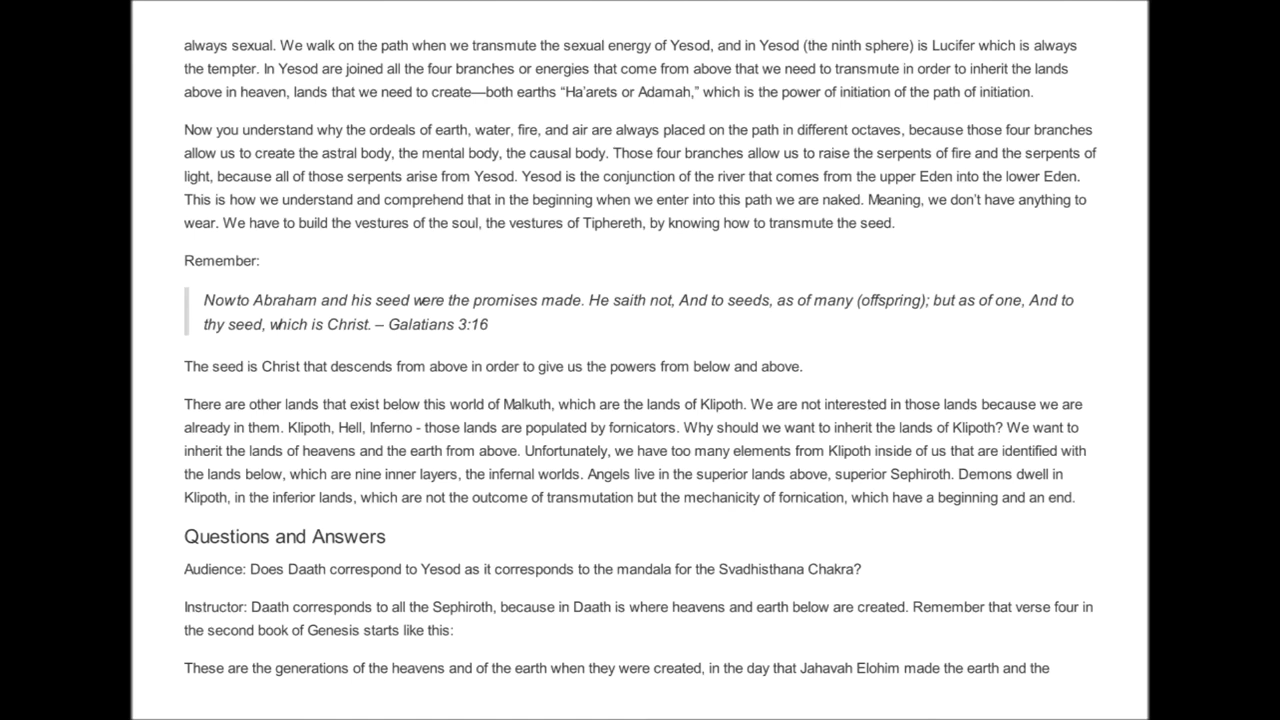 always sexual. We walk on the path when we transmute the sexual energy of Yesod, and in Yesod (the ninth sphere) is Lucifer which is always
the tempter. In Yesod are joined all the four branches or energies that come from above that we need to transmute in order to inherit the lands
above in heaven, lands that we need to create—both earths “Ha’arets or Adamah,” which is the power of initiation of the path of initiation.
Now you understand why the ordeals of earth, water, fire, and air are always placed on the path in different octaves, because those four branches
allow us to create the astral body, the mental body, the causal body. Those four branches allow us to raise the serpents of fire and the serpents of
light, because all of those serpents arise from Yesod. Yesod is the conjunction of the river that comes from the upper Eden into the lower Eden.
This is how we understand and comprehend that in the beginning when we enter into this path we are naked. Meaning, we don’t have anything to
wear. We have to build the vestures of the soul, the vestures of Tiphereth, by knowing how to transmute the seed.
Remember:
Now to Abraham and his seed were the promises made. He saith not, And to seeds, as of many (offspring); but as of one, And to
thy seed, which is Christ. – Galatians 3:16
The seed is Christ that descends from above in order to give us the powers from below and above.
There are other lands that exist below this world of Malkuth, which are the lands of Klipoth. We are not interested in those lands because we are
already in them. Klipoth, Hell, Inferno - those lands are populated by fornicators. Why should we want to inherit the lands of Klipoth? We want to
inherit the lands of heavens and the earth from above. Unfortunately, we have too many elements from Klipoth inside of us that are identified with
the lands below, which are nine inner layers, the infernal worlds. Angels live in the superior lands above, superior Sephiroth. Demons dwell in
Klipoth, in the inferior lands, which are not the outcome of transmutation but the mechanicity of fornication, which have a beginning and an end.
Questions and Answers
Audience: Does Daath correspond to Yesod as it corresponds to the mandala for the Svadhisthana Chakra?
Instructor: Daath corresponds to all the Sephiroth, because in Daath is where heavens and earth below are created. Remember that verse four in
the second book of Genesis starts like this:
These are the generations of the heavens and of the earth when they were created, in the day that Jahavah Elohim made the earth and the